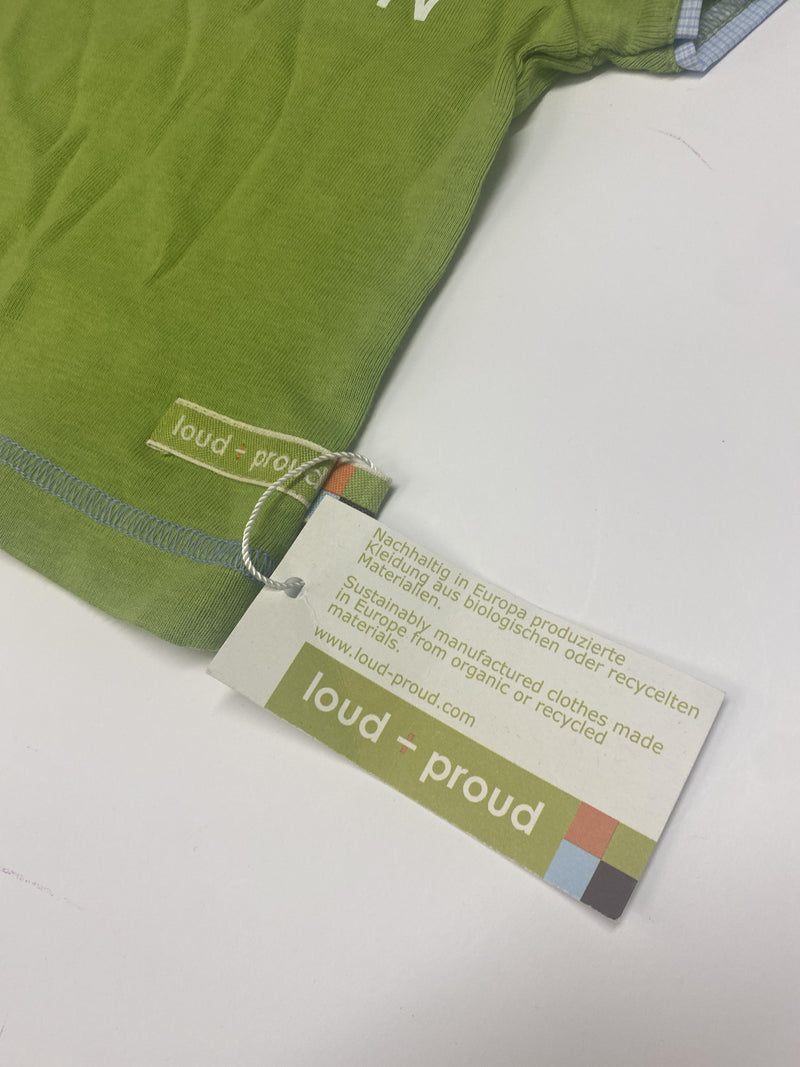 loud + proud
Nachhaltig in Europa produzierte
Kleidung aus biologischen oder recycelten
Materialien.
Sustainably manufactured clothes made
in Europe from organic or recycled
materials.
www.loud-proud.com
loud + proud